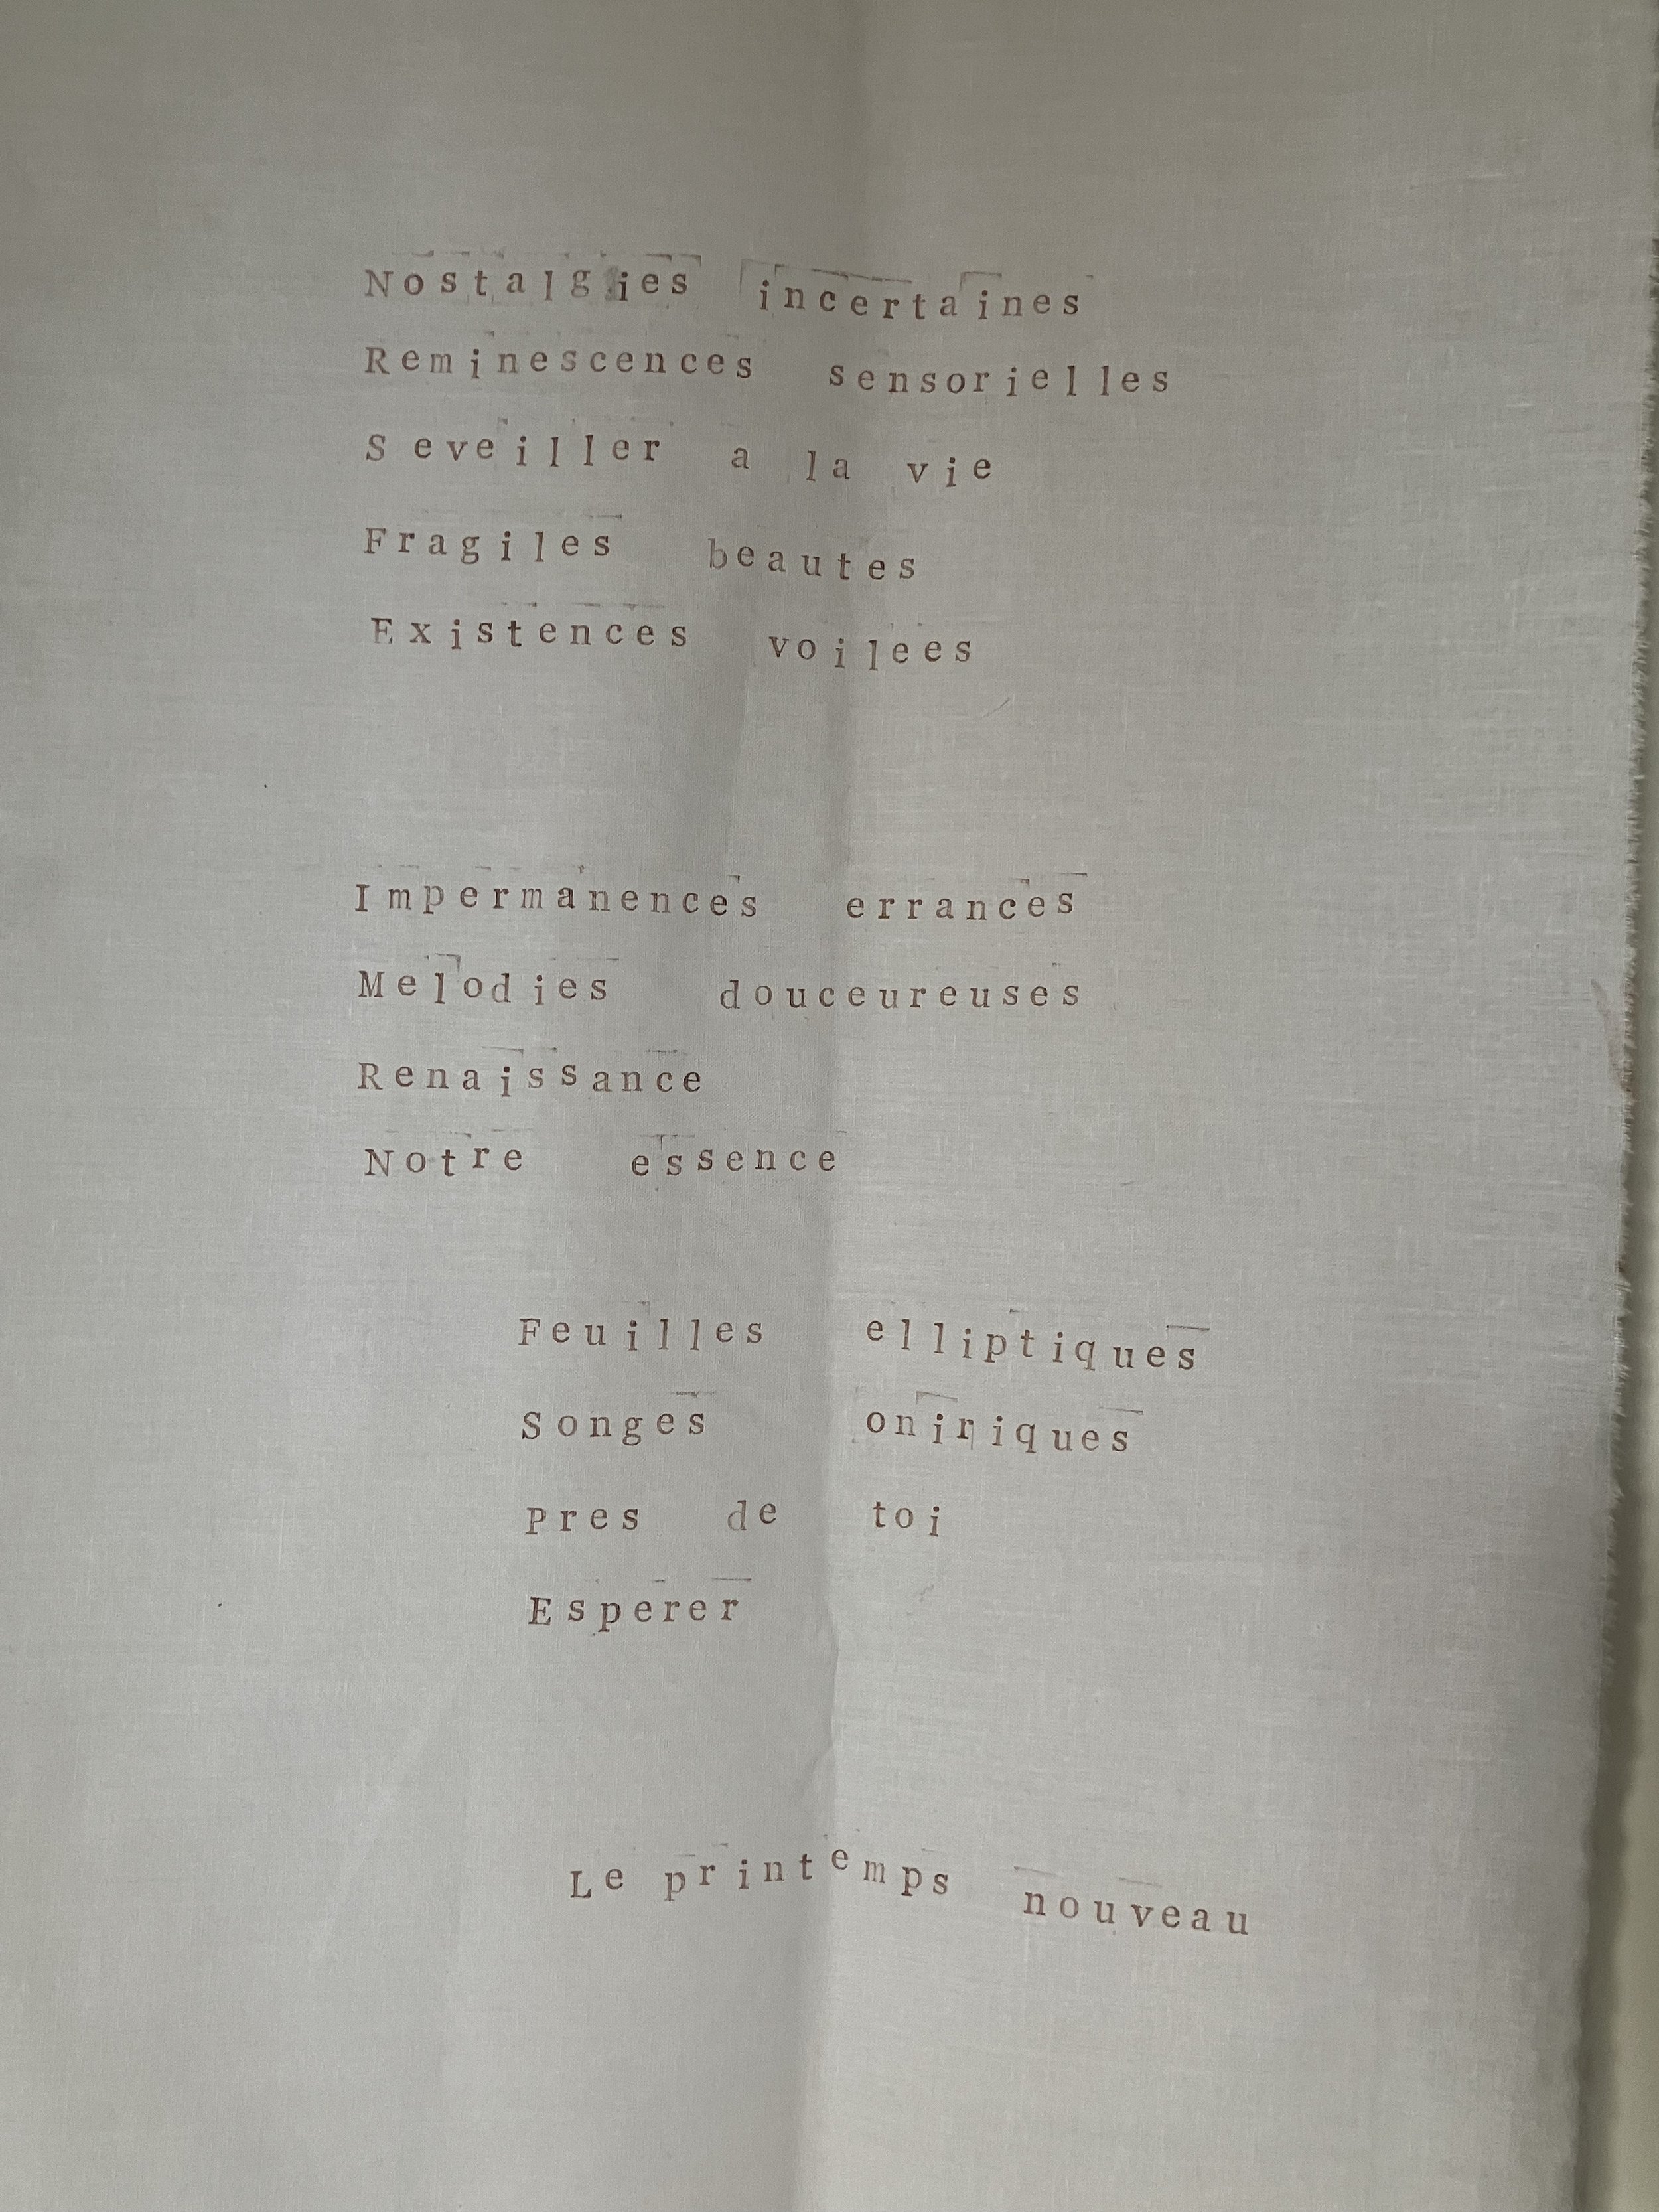 Nostalgies incertaines
Reminescences sensorielles
S eveiller a la vie
Fragiles beautes
Existences voilees
Impermanences errances
Melodies douceureuses
Renaissance
Notre essence
Feuilles elliptiques
Songes oniriques
Pres de toi
Esperer
Le printemps nouveau